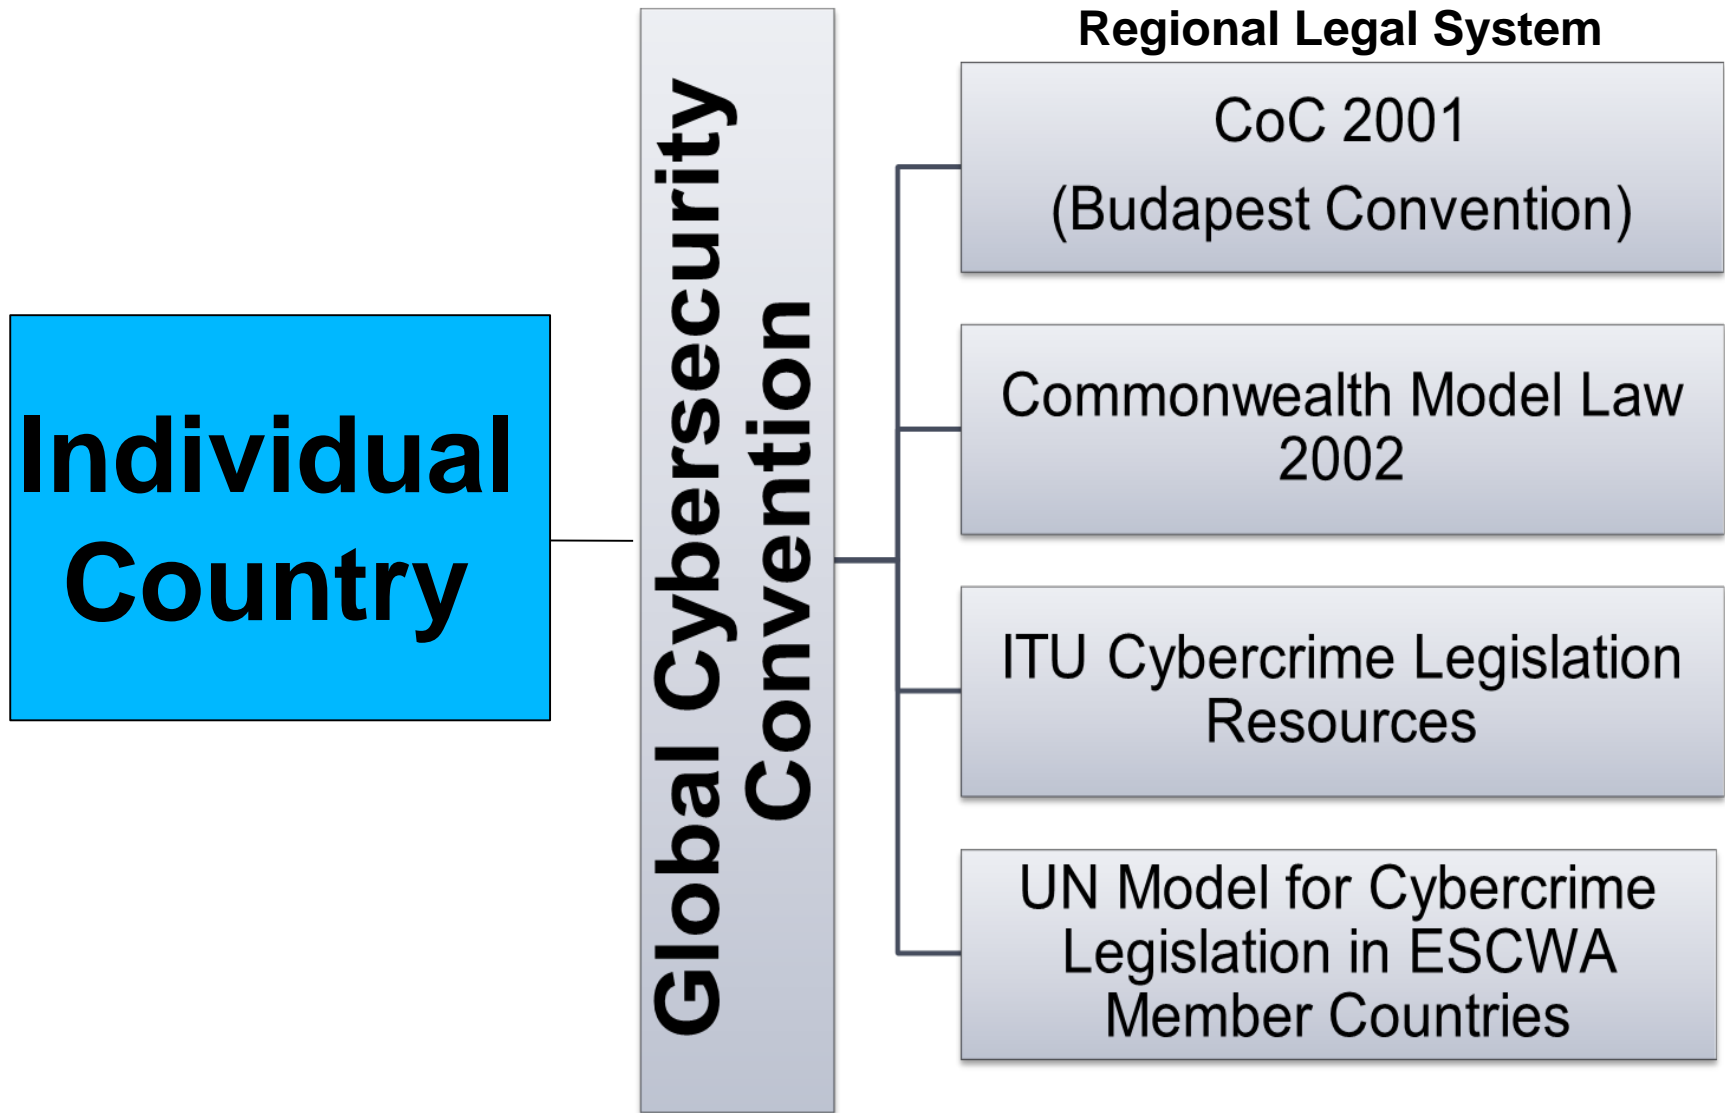 Individual
Country
Global Cybersecurity
Convention
Regional Legal System
CoC 2001
(Budapest Convention)
Commonwealth Model Law
2002
ITU Cybercrime Legislation
Resources
UN Model for Cybercrime
Legislation in ESCWA
Member Countries